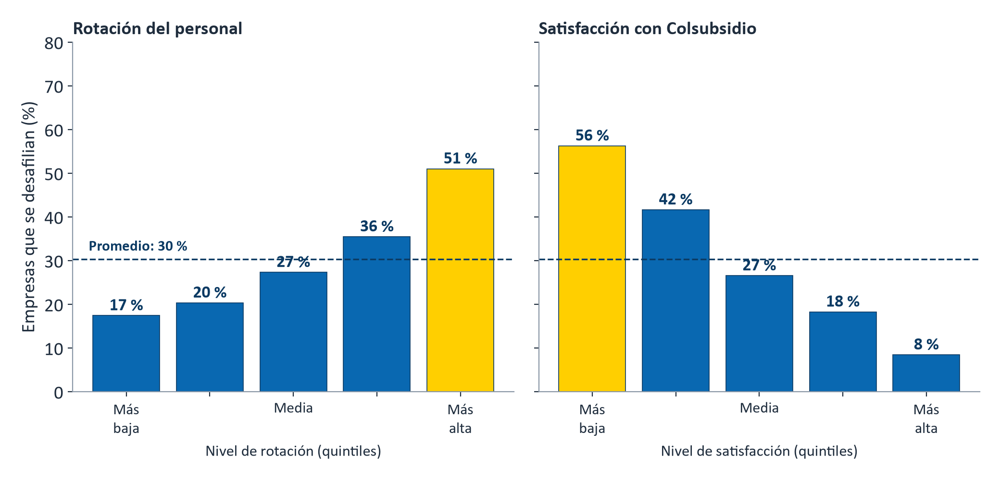 Rotación del personal
Empresas que se desafilian (%)
80
70
60
50
40
30
20
10
0
Promedio: 30 %
17 %
20 %
27 %
36 %
51 %
Más
baja
Media
Más
alta
Nivel de rotación (quintiles)
Satisfacción con Colsubsidio
56 %
42 %
27 %
18 %
8 %
Más
baja
Media
Más
alta
Nivel de satisfacción (quintiles)